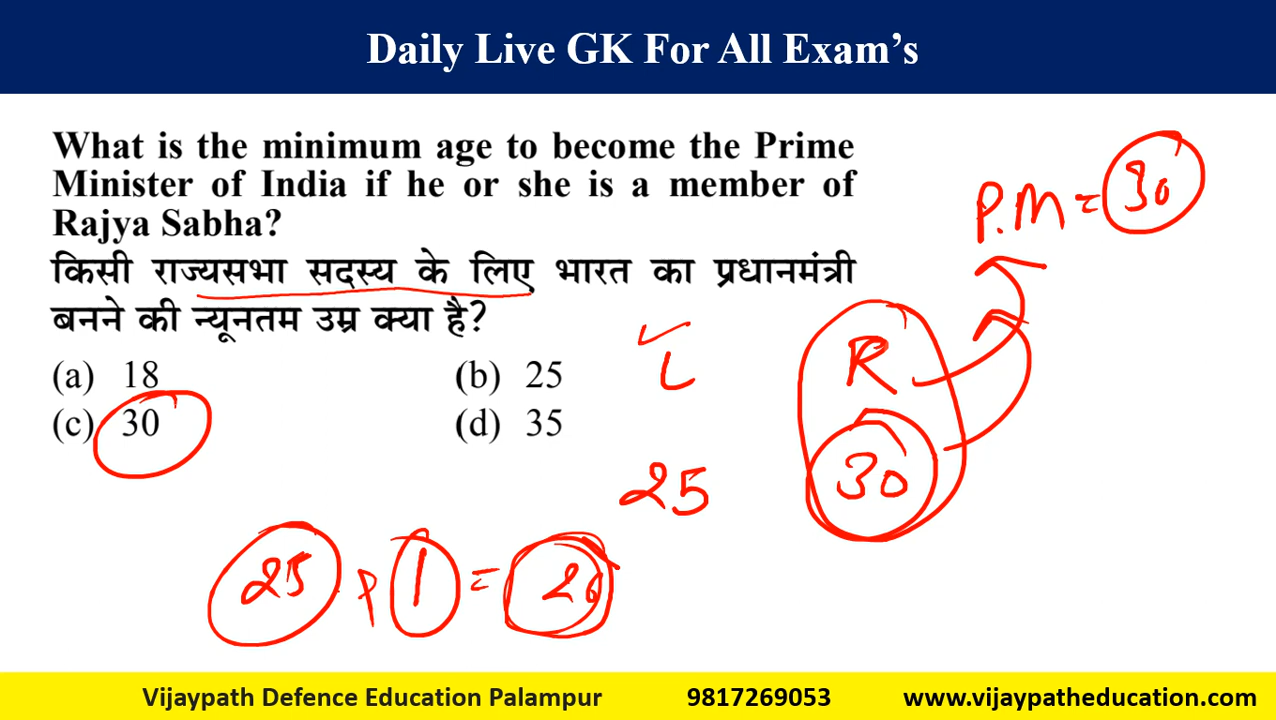 Daily Live GK For All Exam’s
What is the minimum age to become the Prime
Minister of India if he or she is a member of
Rajya Sabha?
किसी राज्यसभा सदस्य के लिए भारत का प्रधानमंत्री
बनने की न्यूनतम उम्र क्या है?
(a) 18 (b) 25
(c) 30 (d) 35
P.M = 30
L R
25 30
25 1 = 26
Vijaypath Defence Education Palampur 9817269053 www.vijaypatheducation.com